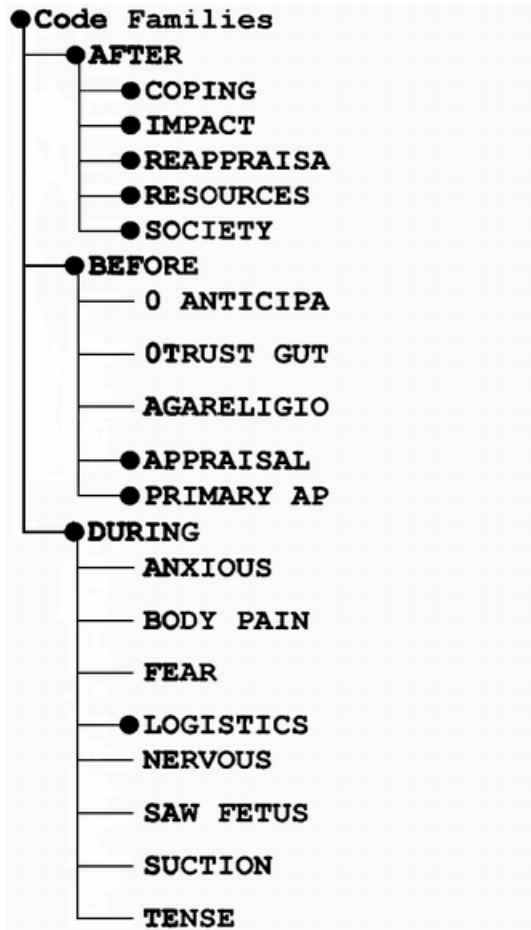 Code Families
AFTER
COPING
IMPACT
REAPPRAISA
RESOURCES
SOCIETY
BEFORE
0 ANTICIPA
0TRUST GUT
AGARELIGIO
APPRAISAL
PRIMARY AP
DURING
ANXIOUS
BODY PAIN
FEAR
LOGISTICS
NERVOUS
SAW FETUS
SUCTION
TENSE